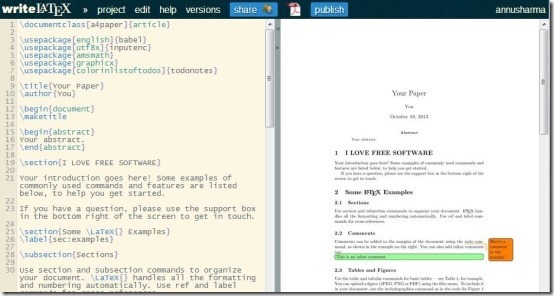 writeLATEX » project edit help versions share publish annusharma
1 \documentclass[a4paper]{article}
2
3 \usepackage[english]{babel}
4 \usepackage[utf8x]{inputenc}
5 \usepackage{amsmath}
6 \usepackage{graphicx}
7 \usepackage[colorinlistoftodos]{todonotes}
8
9 \title{Your Paper}
10 \author{You}
11
12 \begin{document}
13 \maketitle
14
15 \begin{abstract}
16 Your abstract.
17 \end{abstract}
18
19 \section{I LOVE FREE SOFTWARE}
20
21 Your introduction goes here! Some examples of
commonly used commands and features are listed
below, to help you get started.
22
23 If you have a question, please use the support box
in the bottom right of the screen to get in touch.
24
25 \section{Some \LaTeX{} Examples}
26 \label{sec:examples}
27
28 \subsection{Sections}
29
30 Use section and subsection commands to organize
your document. \LaTeX{} handles all the formatting
and numbering automatically. Use ref and label
Your Paper
You
October 19, 2013
Abstract
Your abstract.
1 I LOVE FREE SOFTWARE
Your introduction goes here! Some examples of commonly used commands and
features are listed below, to help you get started.
If you have a question, please use the support box in the bottom right of the
screen to get in touch.
2 Some LATEX Examples
2.1 Sections
Use section and subsection commands to organize your document. LATEX han-
dles all the formatting and numbering automatically. Use ref and label com-
mands for cross-references.
2.2 Comments
Comments can be added to the margins of the document using the todo com-
mand, as shown in the example on the right. You can also add inline comments
too:
This is an inline comment.
Here's a
comment in
the margin!
2.3 Tables and Figures
Use the table and tabular commands for basic tables — see Table 1, for example.
You can upload a figure (JPEG, PNG or PDF) using the files menu. To include it
in your document, use the includegraphics command as in the code for Figure 1